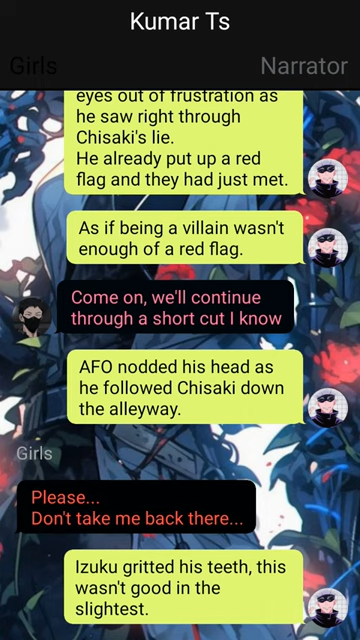 Kumar Ts
Girls
Narrator
eyes out of frustration as
he saw right through
Chisaki's lie.
He already put up a red
flag and they had just met.
As if being a villain wasn't
enough of a red flag.
Come on, we'll continue
through a short cut I know
AFO nodded his head as
he followed Chisaki down
the alleyway.
Girls
Please...
Don't take me back there...
Izuku gritted his teeth, this
wasn't good in the
slightest.